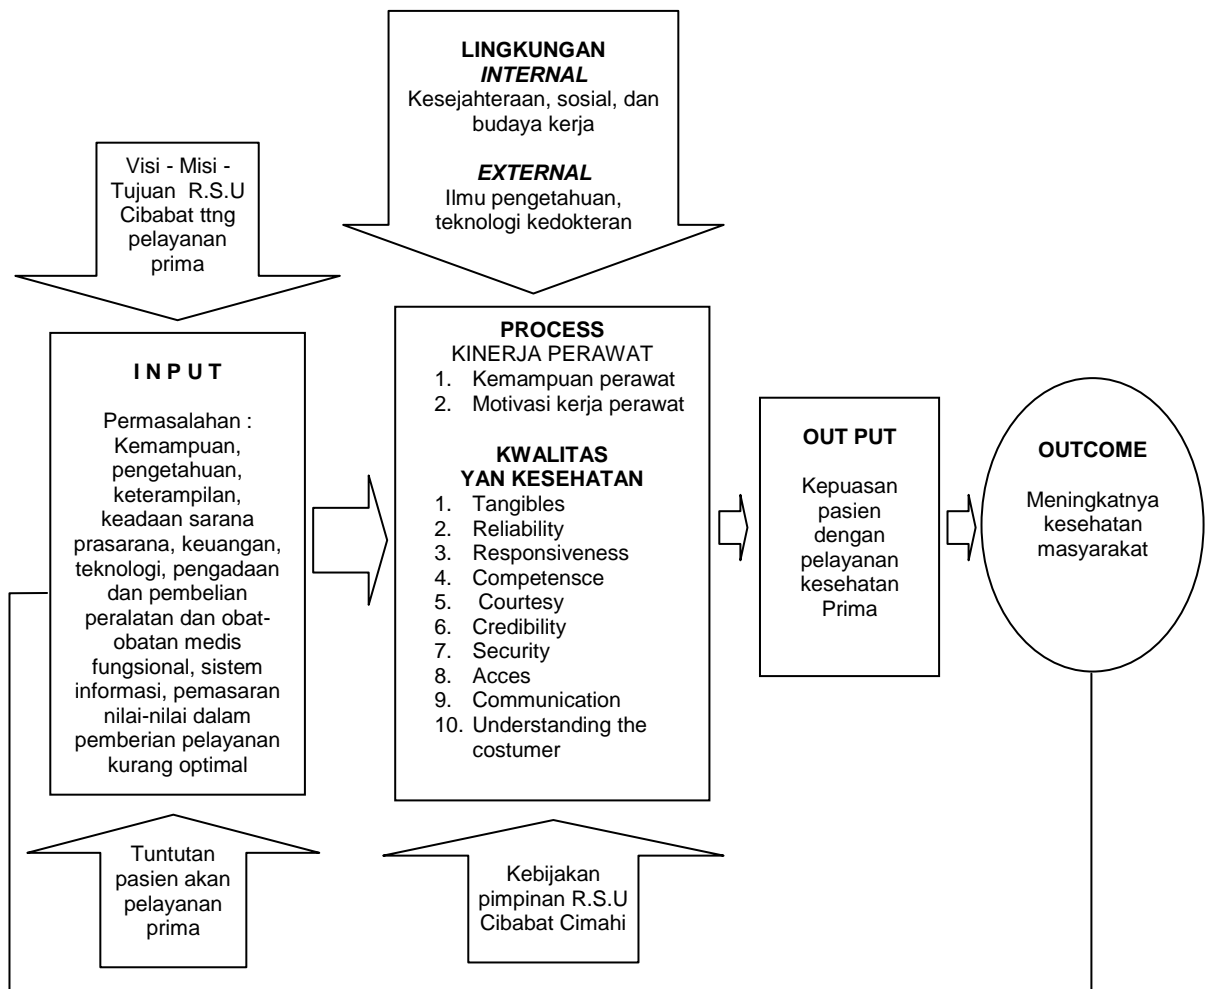 LINGKUNGAN
INTERNAL
Kesejahteraan, sosial, dan
budaya kerja
EXTERNAL
Ilmu pengetahuan,
teknologi kedokteran
Visi - Misi -
Tujuan R.S.U
Cibabat ttng
pelayanan
prima
I N P U T
Permasalahan :
Kemampuan,
pengetahuan,
keterampilan,
keadaan sarana
prasarana, keuangan,
teknologi, pengadaan
dan pembelian
peralatan dan obat-
obatan medis
fungsional, sistem
informasi, pemasaran
nilai-nilai dalam
pemberian pelayanan
kurang optimal
Tuntutan
pasien akan
pelayanan
prima
PROCESS
KINERJA PERAWAT
1. Kemampuan perawat
2. Motivasi kerja perawat
KWALITAS
YAN KESEHATAN
1. Tangibles
2. Reliability
3. Responsiveness
4. Competensce
5. Courtesy
6. Credibility
7. Security
8. Acces
9. Communication
10. Understanding the
costumer
Kebijakan
pimpinan R.S.U
Cibabat Cimahi
OUT PUT
Kepuasan
pasien
dengan
pelayanan
kesehatan
Prima
OUTCOME
Meningkatnya
kesehatan
masyarakat